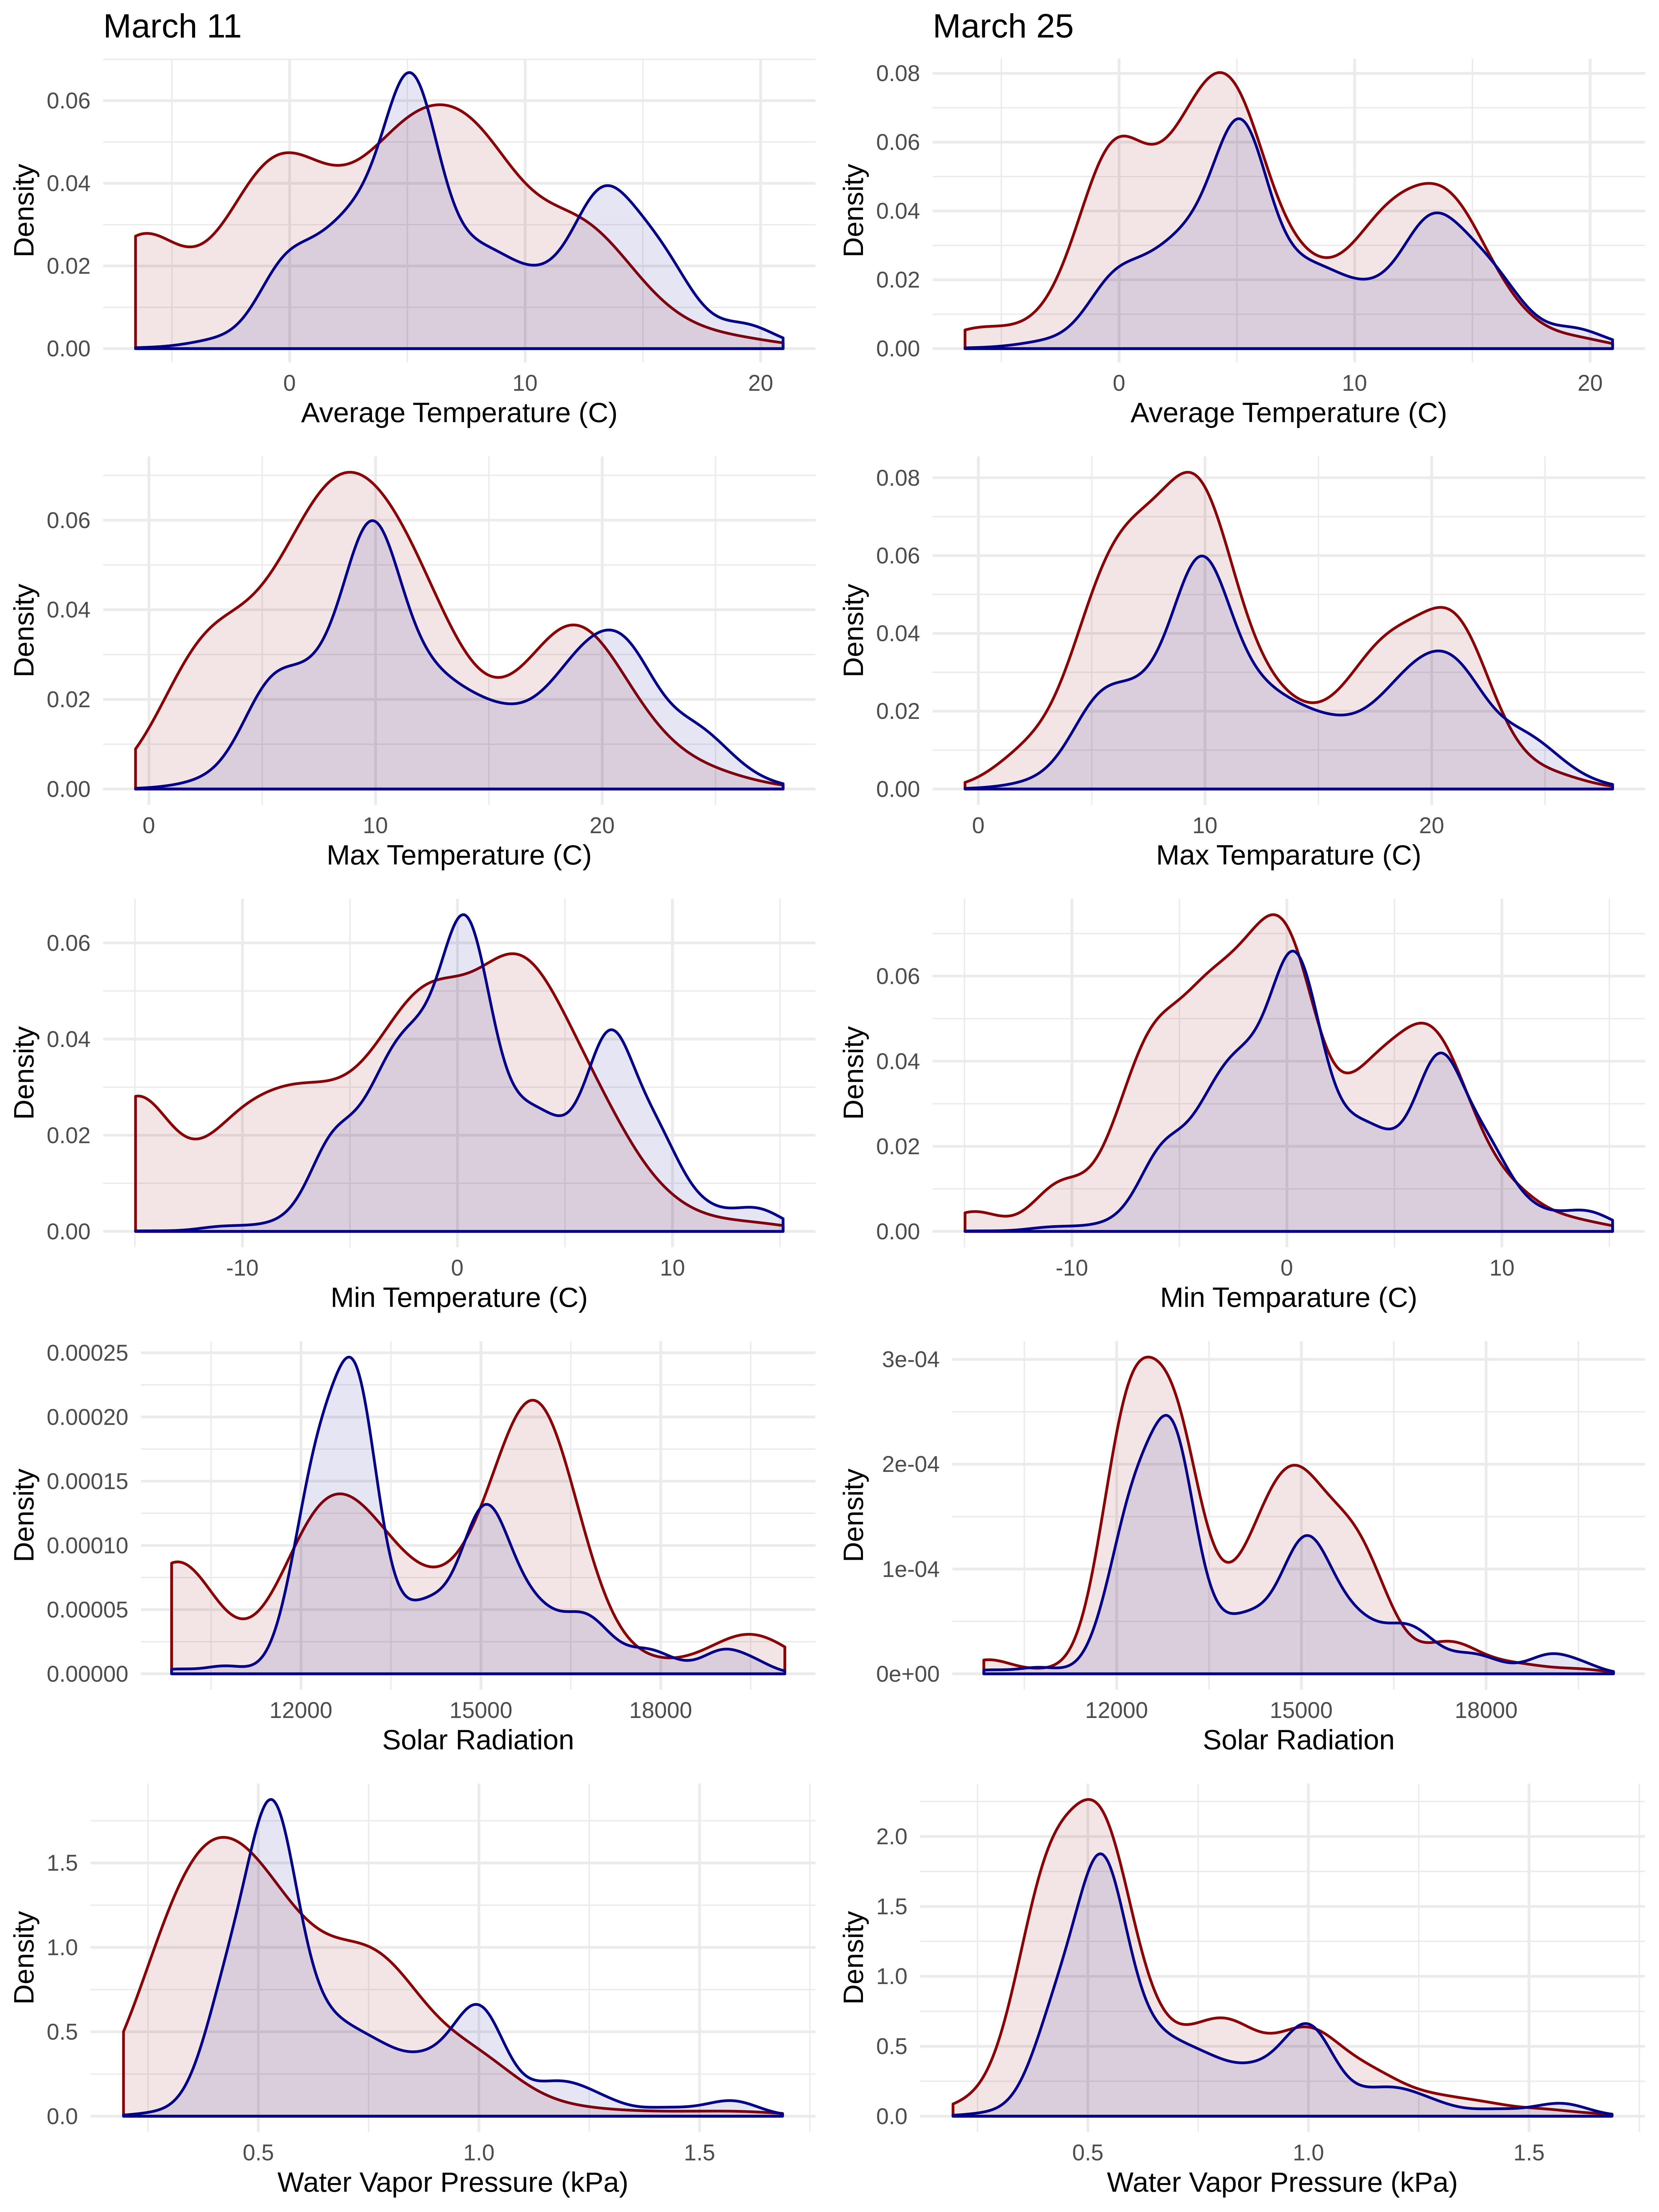 March 11
March 25
Density
0.06
0.04
0.02
0.00
0
10
20
Average Temperature (C)
Density
0.08
0.06
0.04
0.02
0.00
0
10
20
Average Temperature (C)
Density
0.06
0.04
0.02
0.00
0
10
20
Max Temperature (C)
Density
0.08
0.06
0.04
0.02
0.00
0
10
20
Max Temparature (C)
Density
0.06
0.04
0.02
0.00
-10
0
10
Min Temperature (C)
Density
0.06
0.04
0.02
0.00
-10
0
10
Min Temparature (C)
Density
0.00025
0.00020
0.00015
0.00010
0.00005
0.00000
12000
15000
18000
Solar Radiation
Density
3e-04
2e-04
1e-04
0e+00
12000
15000
18000
Solar Radiation
Density
1.5
1.0
0.5
0.0
0.5
1.0
1.5
Water Vapor Pressure (kPa)
Density
2.0
1.5
1.0
0.5
0.0
0.5
1.0
1.5
Water Vapor Pressure (kPa)